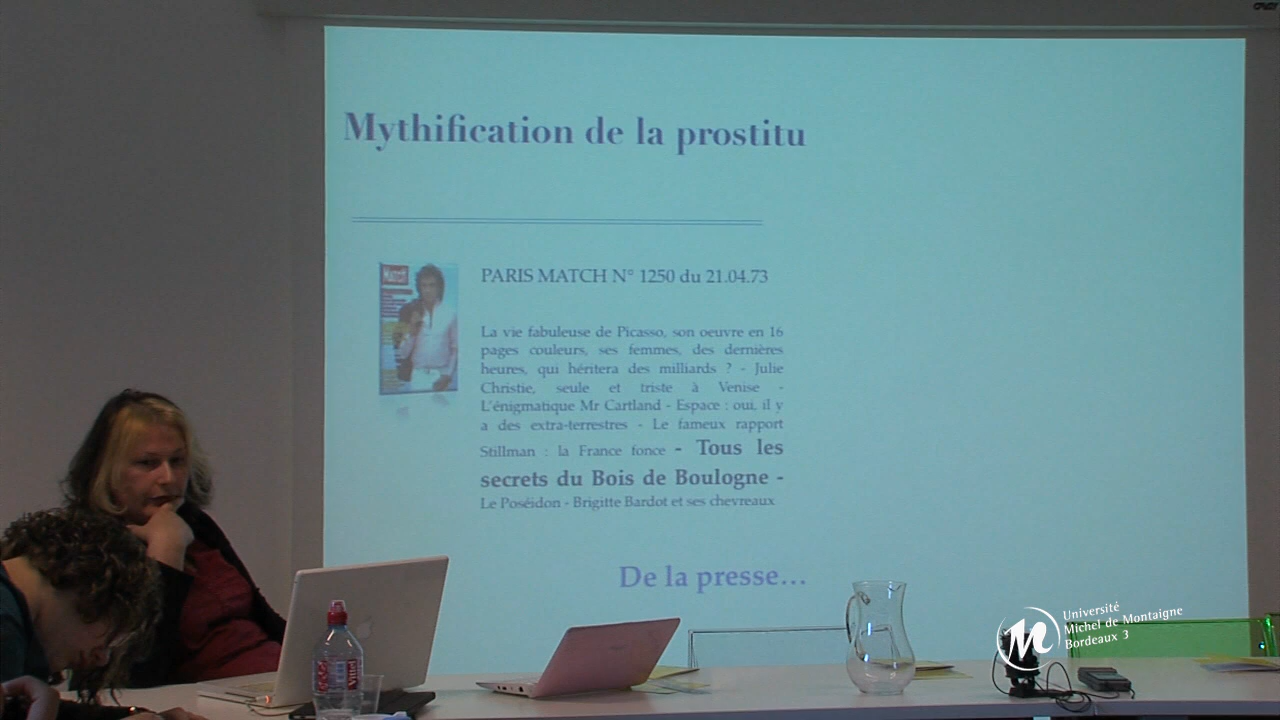 Mythification de la prostitu
MATCH
PARIS MATCH N° 1250 du 21.04.73
La vie fabuleuse de Picasso, son oeuvre en 16
pages couleurs, ses femmes, des dernières
heures, qui héritera des milliards ? - Julie
Christie, seule et triste à Venise -
L'énigmatique Mr Cartland - Espace : oui, il y
a des extra-terrestres - Le fameux rapport
Stillman : la France fonce - Tous les
secrets du Bois de Boulogne -
Le Poséidon - Brigitte Bardot et ses chevreaux
De la presse...
Vittel
Université
Michel de Montaigne
Bordeaux 3